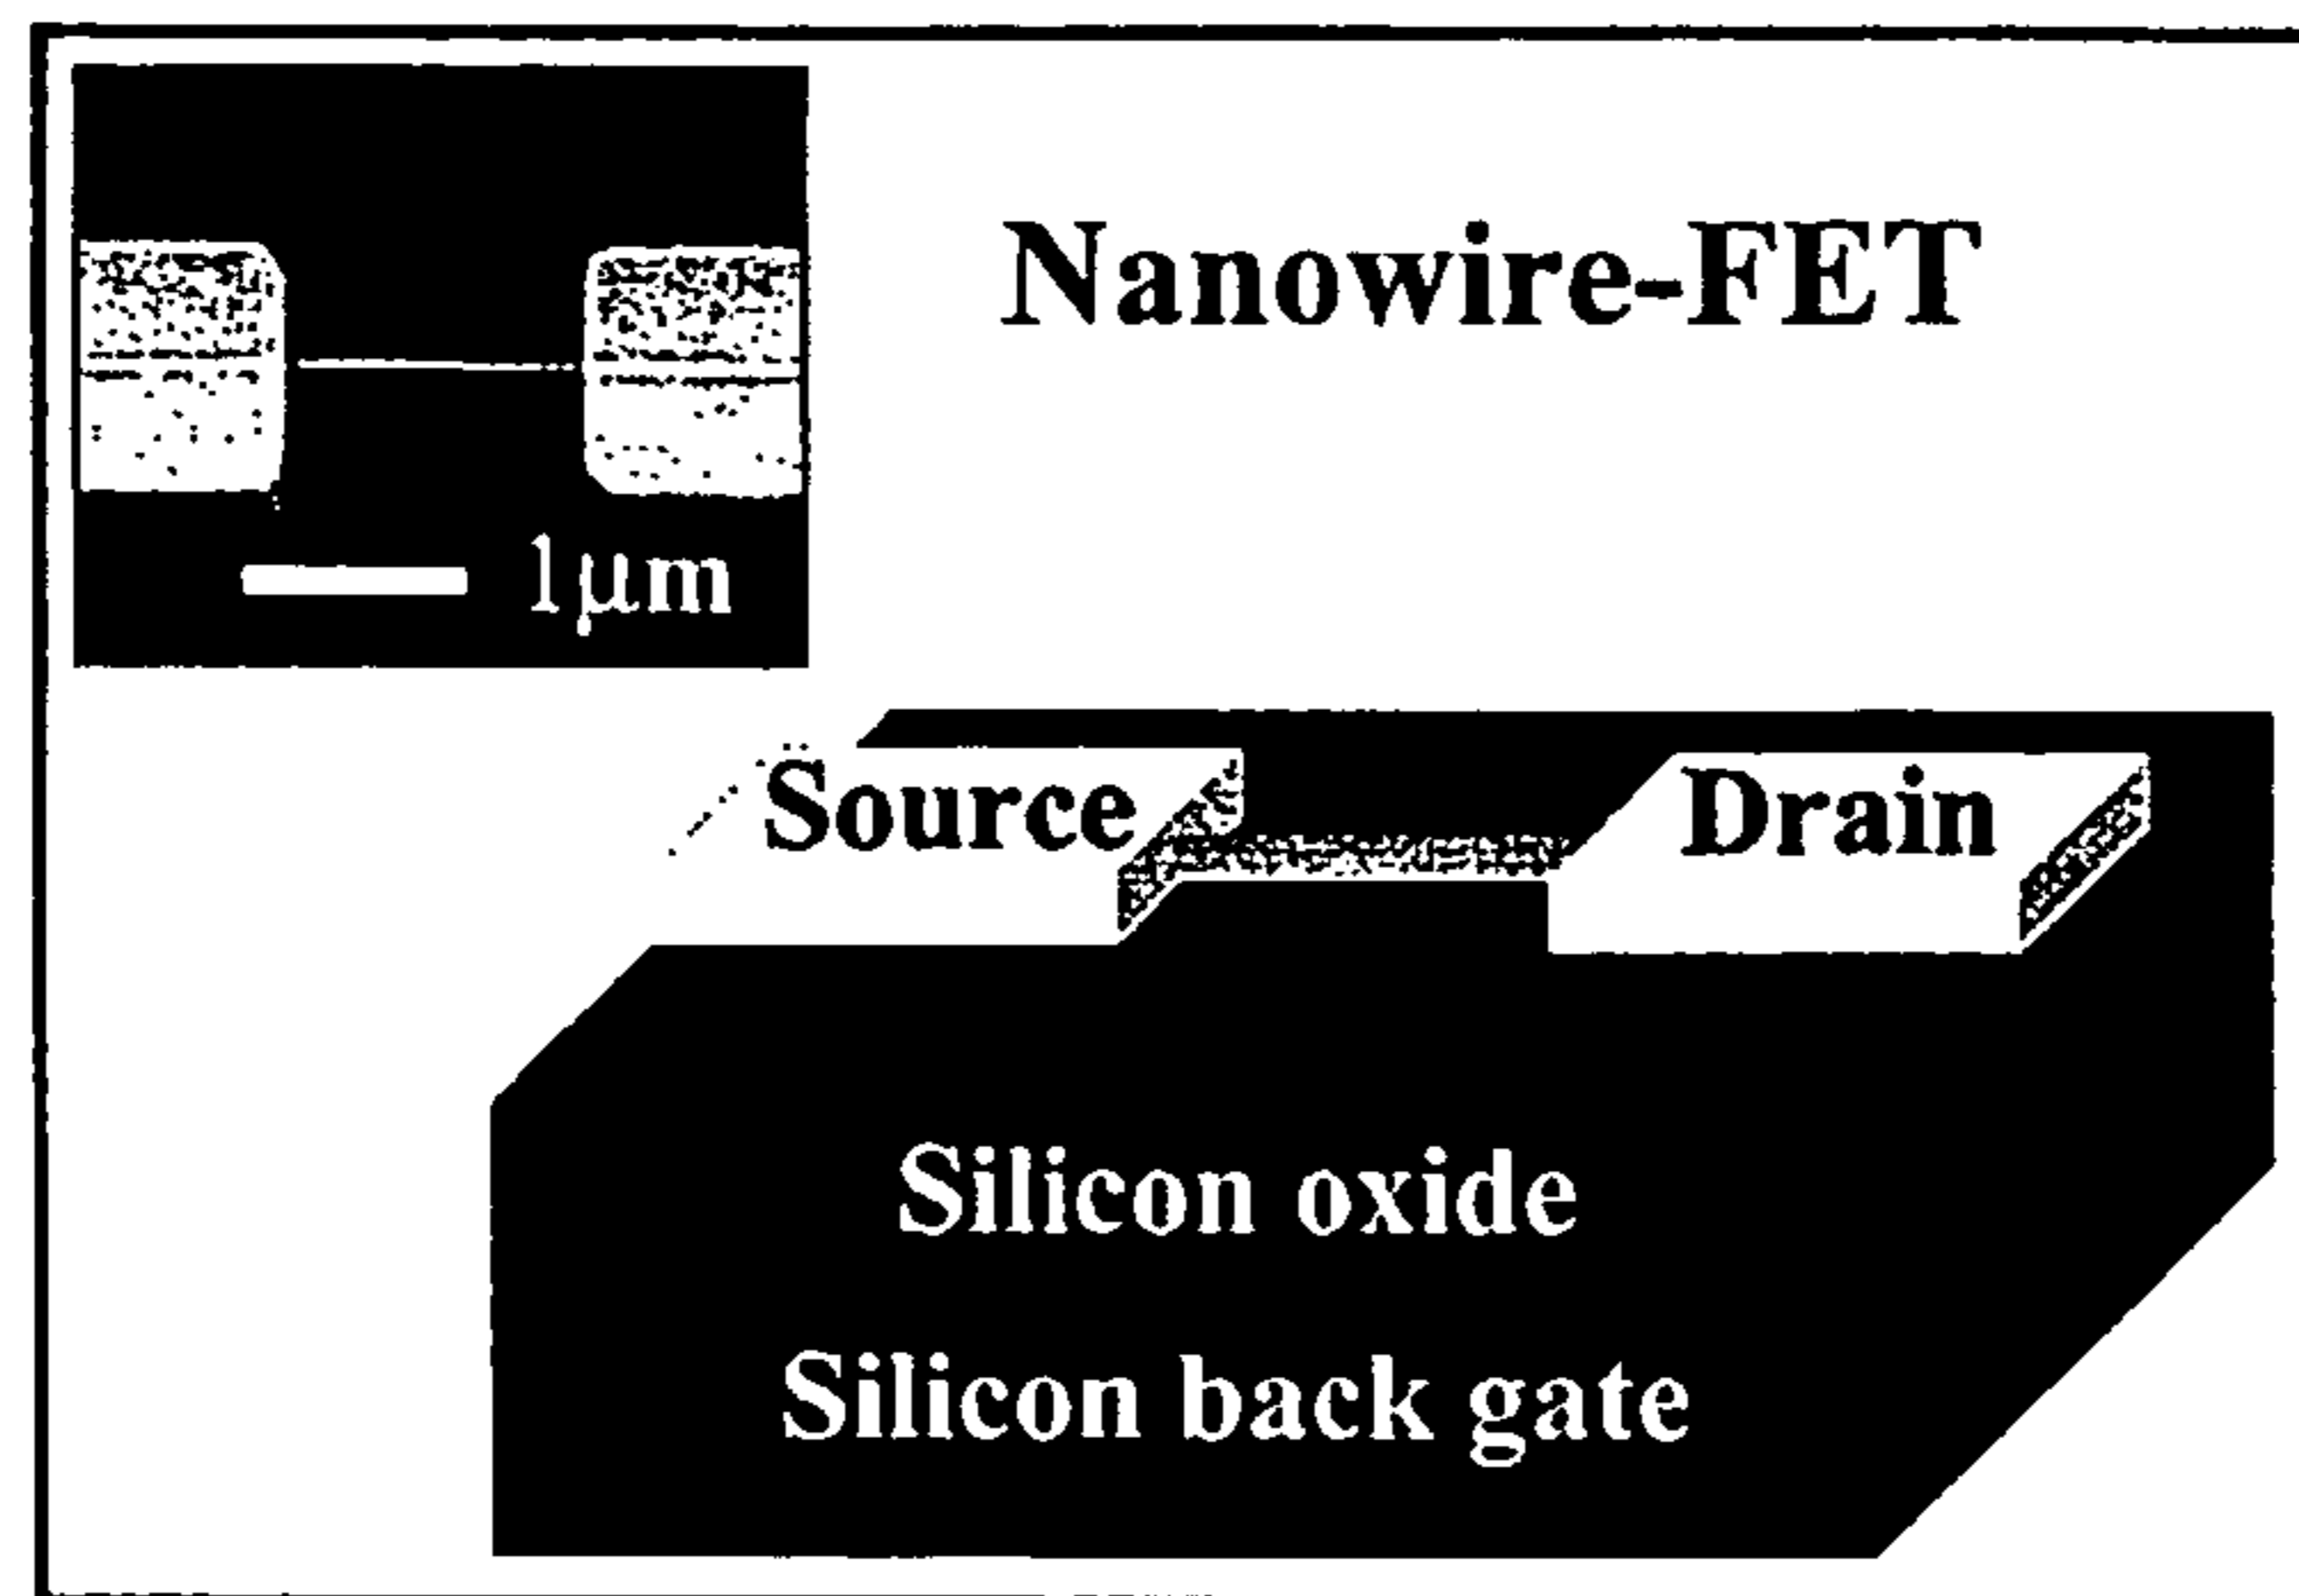 Nanowire-FET
1μm
Source
Drain
Silicon oxide
Silicon back gate